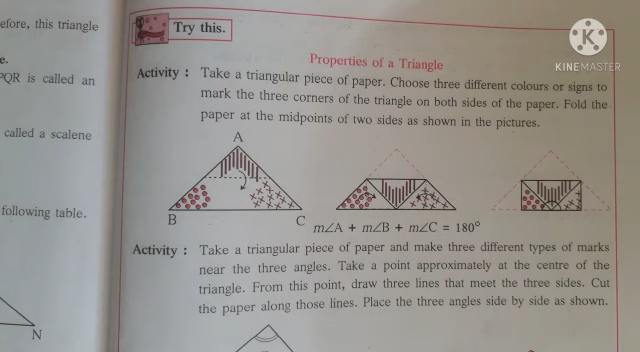 efore, this triangle
e.
PQR is called an
called a scalene
following table.
N
Try this.
KINEMASTER
Properties of a Triangle
Activity : Take a triangular piece of paper. Choose three different colours or signs to
mark the three corners of the triangle on both sides of the paper. Fold the
paper at the midpoints of two sides as shown in the pictures.
A
B
C
m∠A + m∠B + m∠C = 180°
Activity : Take a triangular piece of paper and make three different types of marks
near the three angles. Take a point approximately at the centre of the
triangle. From this point, draw three lines that meet the three sides. Cut
the paper along those lines. Place the three angles side by side as shown.